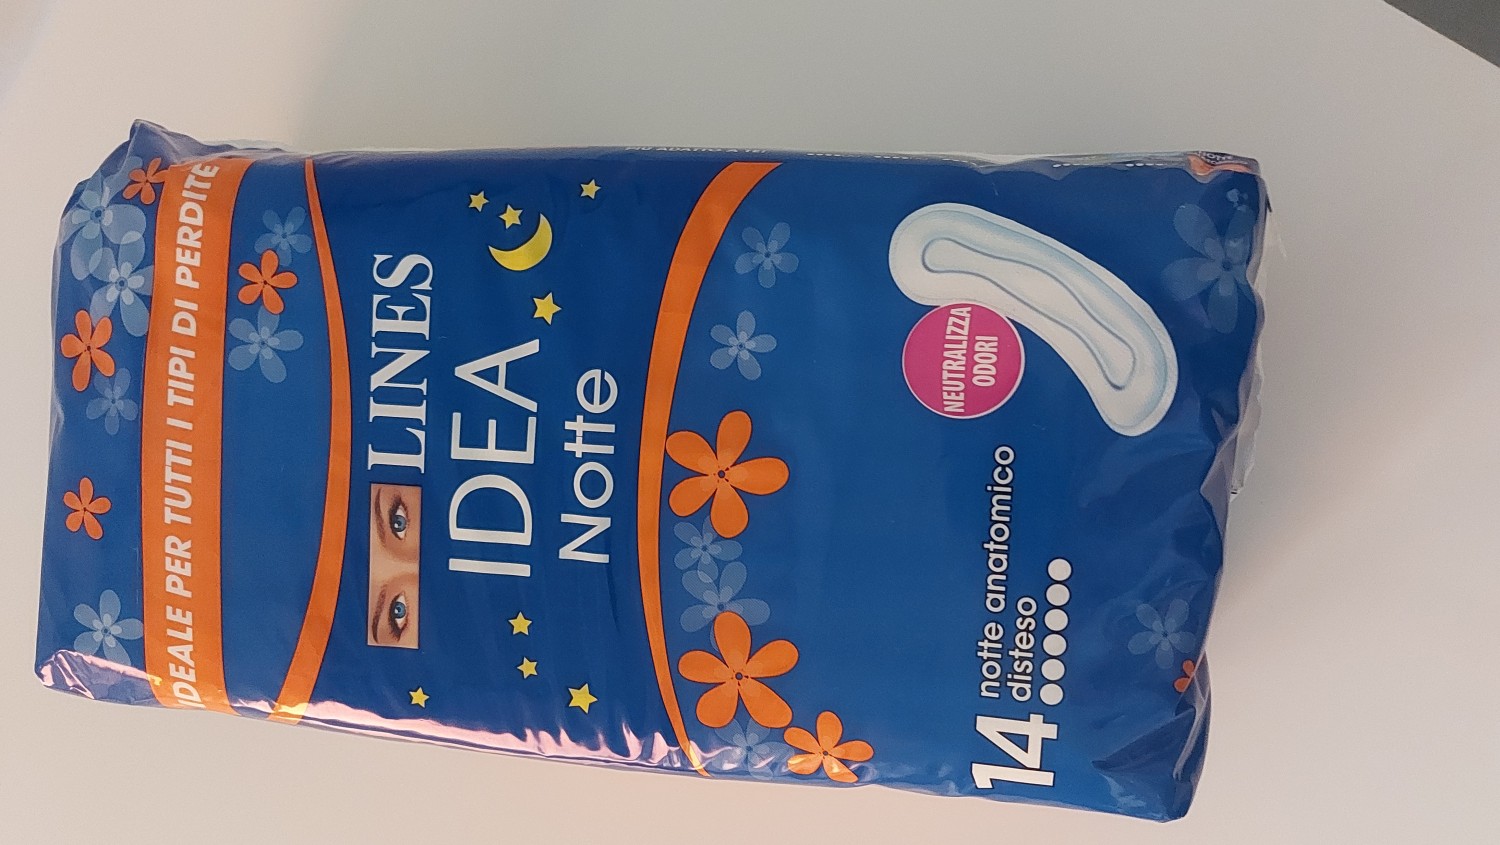 IDEALE PER TUTTI I TIPI DI PERDITE
LINES
IDEA
Notte
NEUTRALIZZA
ODORI
14 notte anatomico
disteso